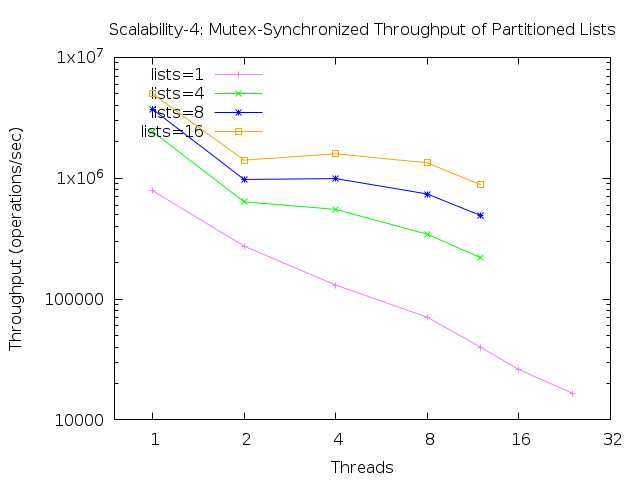 Scalability-4: Mutex-Synchronized Throughput of Partitioned Lists
1x10^7
1x10^6
100000
10000
Throughput (operations/sec)
lists=1
lists=4
lists=8
lists=16
1 2 4 8 16 32
Threads